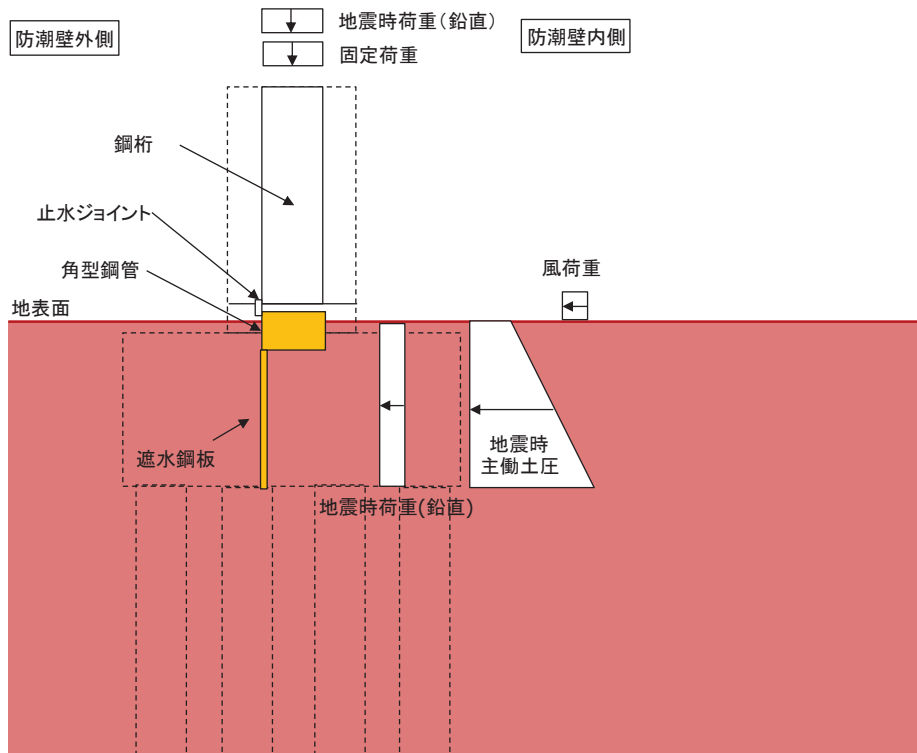 地震時荷重(鉛直)
防潮壁外側
防潮壁内側
固定荷重
鋼桁
止水ジョイント
角型鋼管
風荷重
地表面
遮水鋼板
地震時
主働土圧
地震時荷重(鉛直)